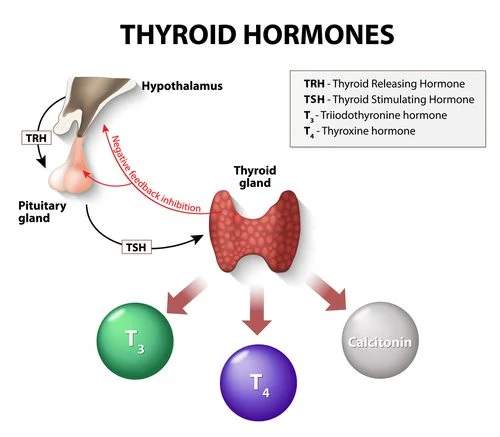 THYROID HORMONES
Hypothalamus
TRH - Thyroid Releasing Hormone
TSH - Thyroid Stimulating Hormone
T3 - Triiodothyronine hormone
T4 - Thyroxine hormone
TRH
Negative feedback inhibition
Thyroid
gland
Pituitary
gland
TSH
T3
T4
Calcitonin